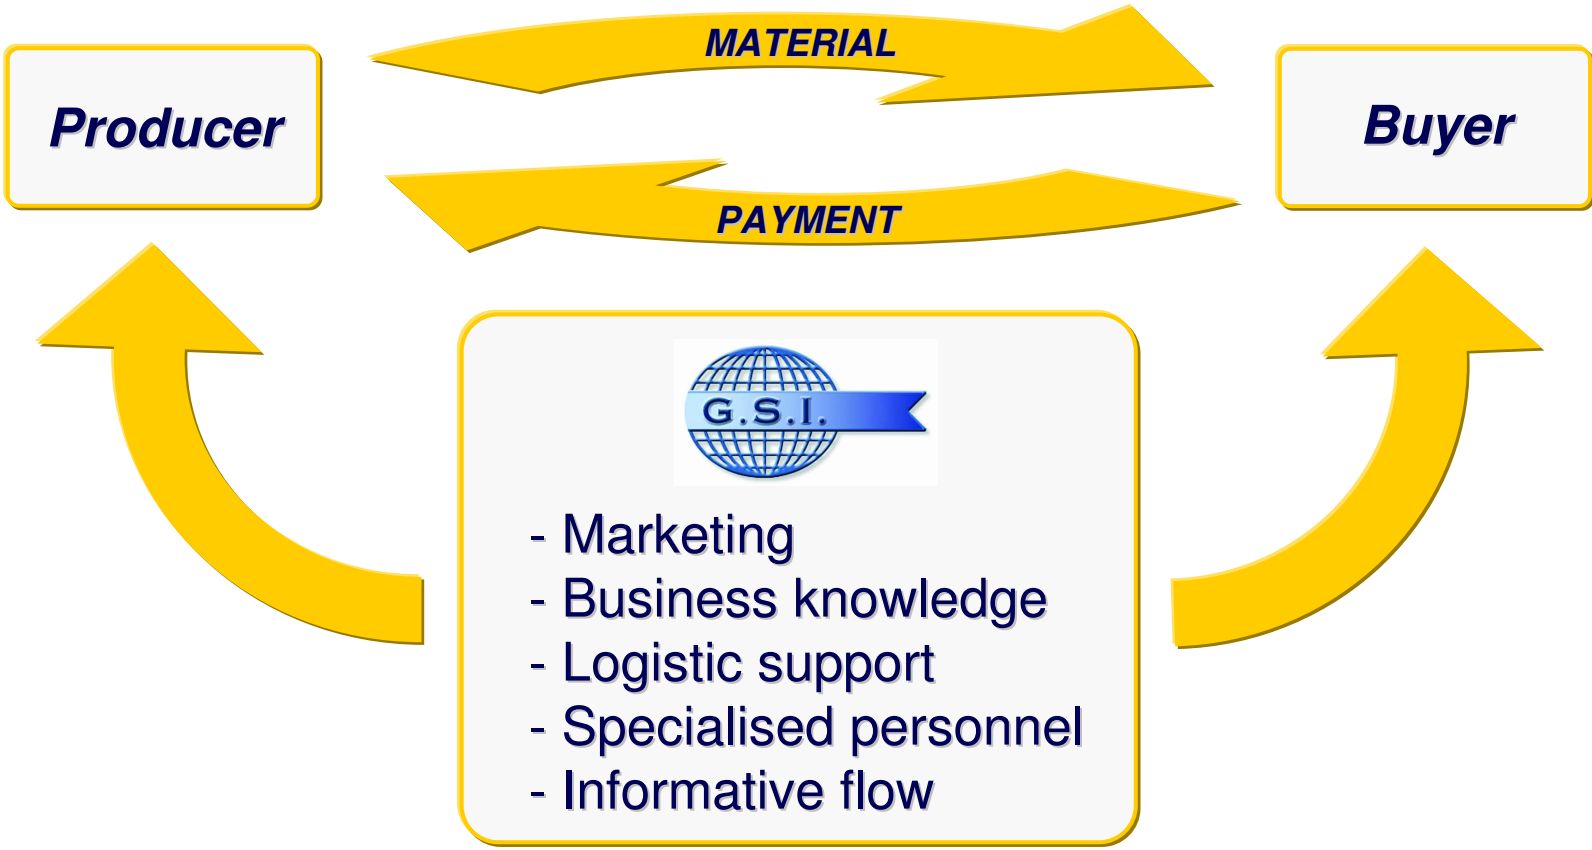 MATERIAL
Producer
Buyer
PAYMENT
G.S.I.
- Marketing
- Business knowledge
- Logistic support
- Specialised personnel
- Informative flow